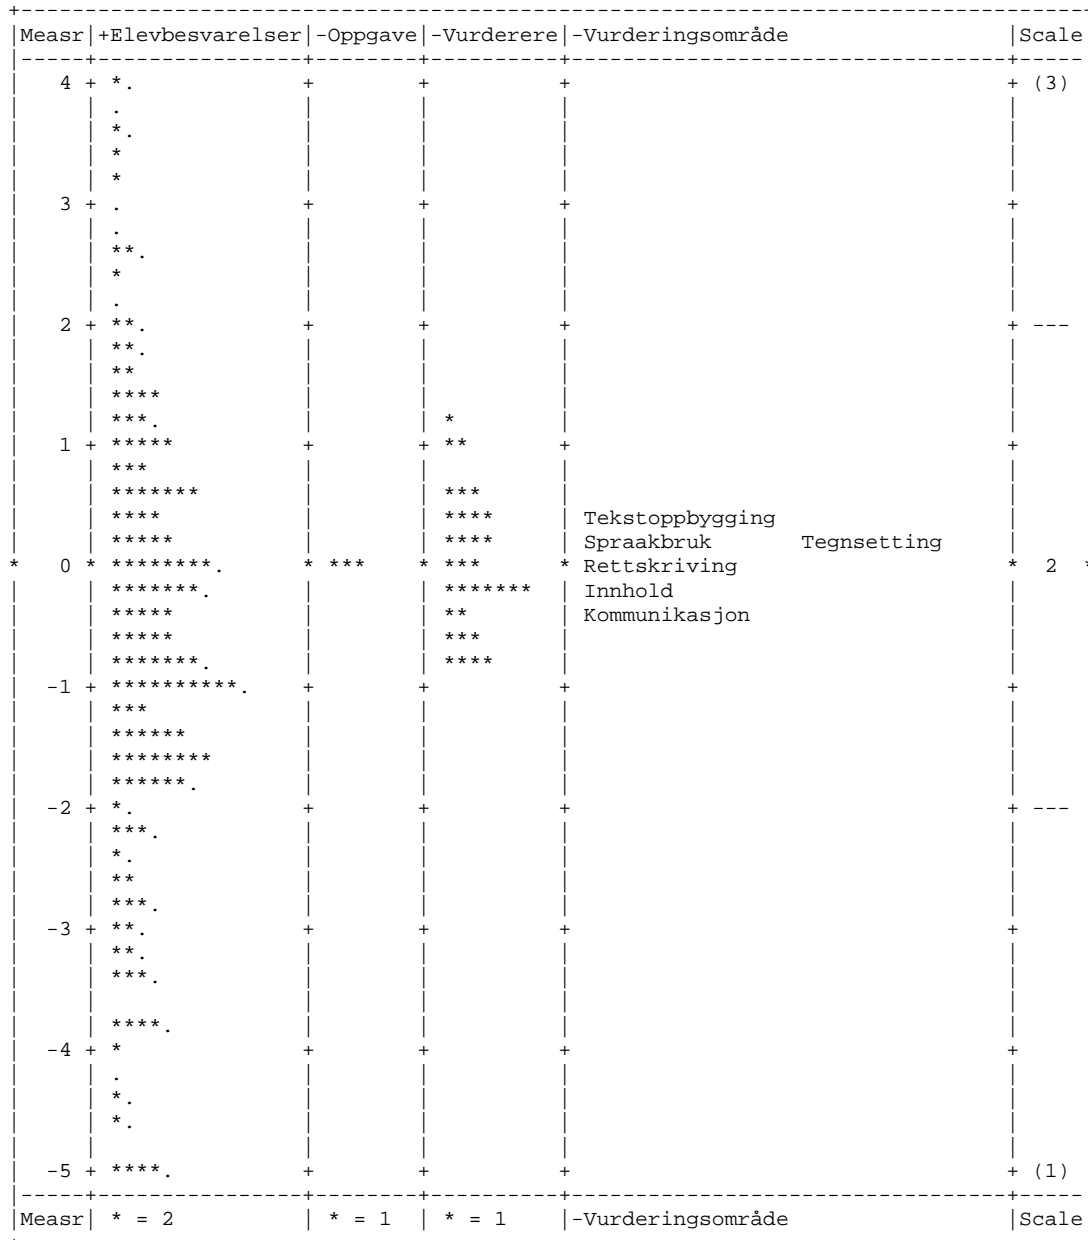 +-----------------------------------------------------------------------------------------
|Measr|+Elevbesvarelser|-Oppgave|-Vurderere|-Vurderingsområde                   |Scale
|-----+----------------+--------+----------+------------------------------------+-----
|   4 + *.             +        +          +                                    + (3)
|     | .              |        |          |                                    |
|     | *.             |        |          |                                    |
|     | *              |        |          |                                    |
|     | *              |        |          |                                    |
|   3 + .              +        +          +                                    +
|     | .              |        |          |                                    |
|     | **.            |        |          |                                    |
|     | *              |        |          |                                    |
|     | .              |        |          |                                    |
|   2 + **.            +        +          +                                    + ---
|     | **.            |        |          |                                    |
|     | **             |        |          |                                    |
|     | ****           |        |          |                                    |
|     | ***.           |        | *        |                                    |
|   1 + *****          +        + **       +                                    +
|     | ***            |        |          |                                    |
|     | *******        |        | ***      |                                    |
|     | ****           |        | ****     | Tekstoppbygging                    |
|     | *****          |        | ****     | Spraakbruk        Tegnsetting      |
*   0 * ********.      * ***    * ***      * Rettskriving                       *  2  *
|     | *******.       |        | *******  | Innhold                            |
|     | *****          |        | **       | Kommunikasjon                      |
|     | *****          |        | ***      |                                    |
|     | *******.       |        | ****     |                                    |
|  -1 + **********.    +        +          +                                    +
|     | ***            |        |          |                                    |
|     | ******         |        |          |                                    |
|     | ********       |        |          |                                    |
|     | ******.        |        |          |                                    |
|  -2 + *.             +        +          +                                    + ---
|     | ***.           |        |          |                                    |
|     | *.             |        |          |                                    |
|     | **             |        |          |                                    |
|     | ***.           |        |          |                                    |
|  -3 + **.            +        +          +                                    +
|     | **.            |        |          |                                    |
|     | ***.           |        |          |                                    |
|     |                |        |          |                                    |
|     | ****.          |        |          |                                    |
|  -4 + *              +        +          +                                    +
|     | .              |        |          |                                    |
|     | *.             |        |          |                                    |
|     | *.             |        |          |                                    |
|     |                |        |          |                                    |
|  -5 + ****.          +        +          +                                    + (1)
|-----+----------------+--------+----------+------------------------------------+-----
|Measr| * = 2          | * = 1  | * = 1    |-Vurderingsområde                   |Scale